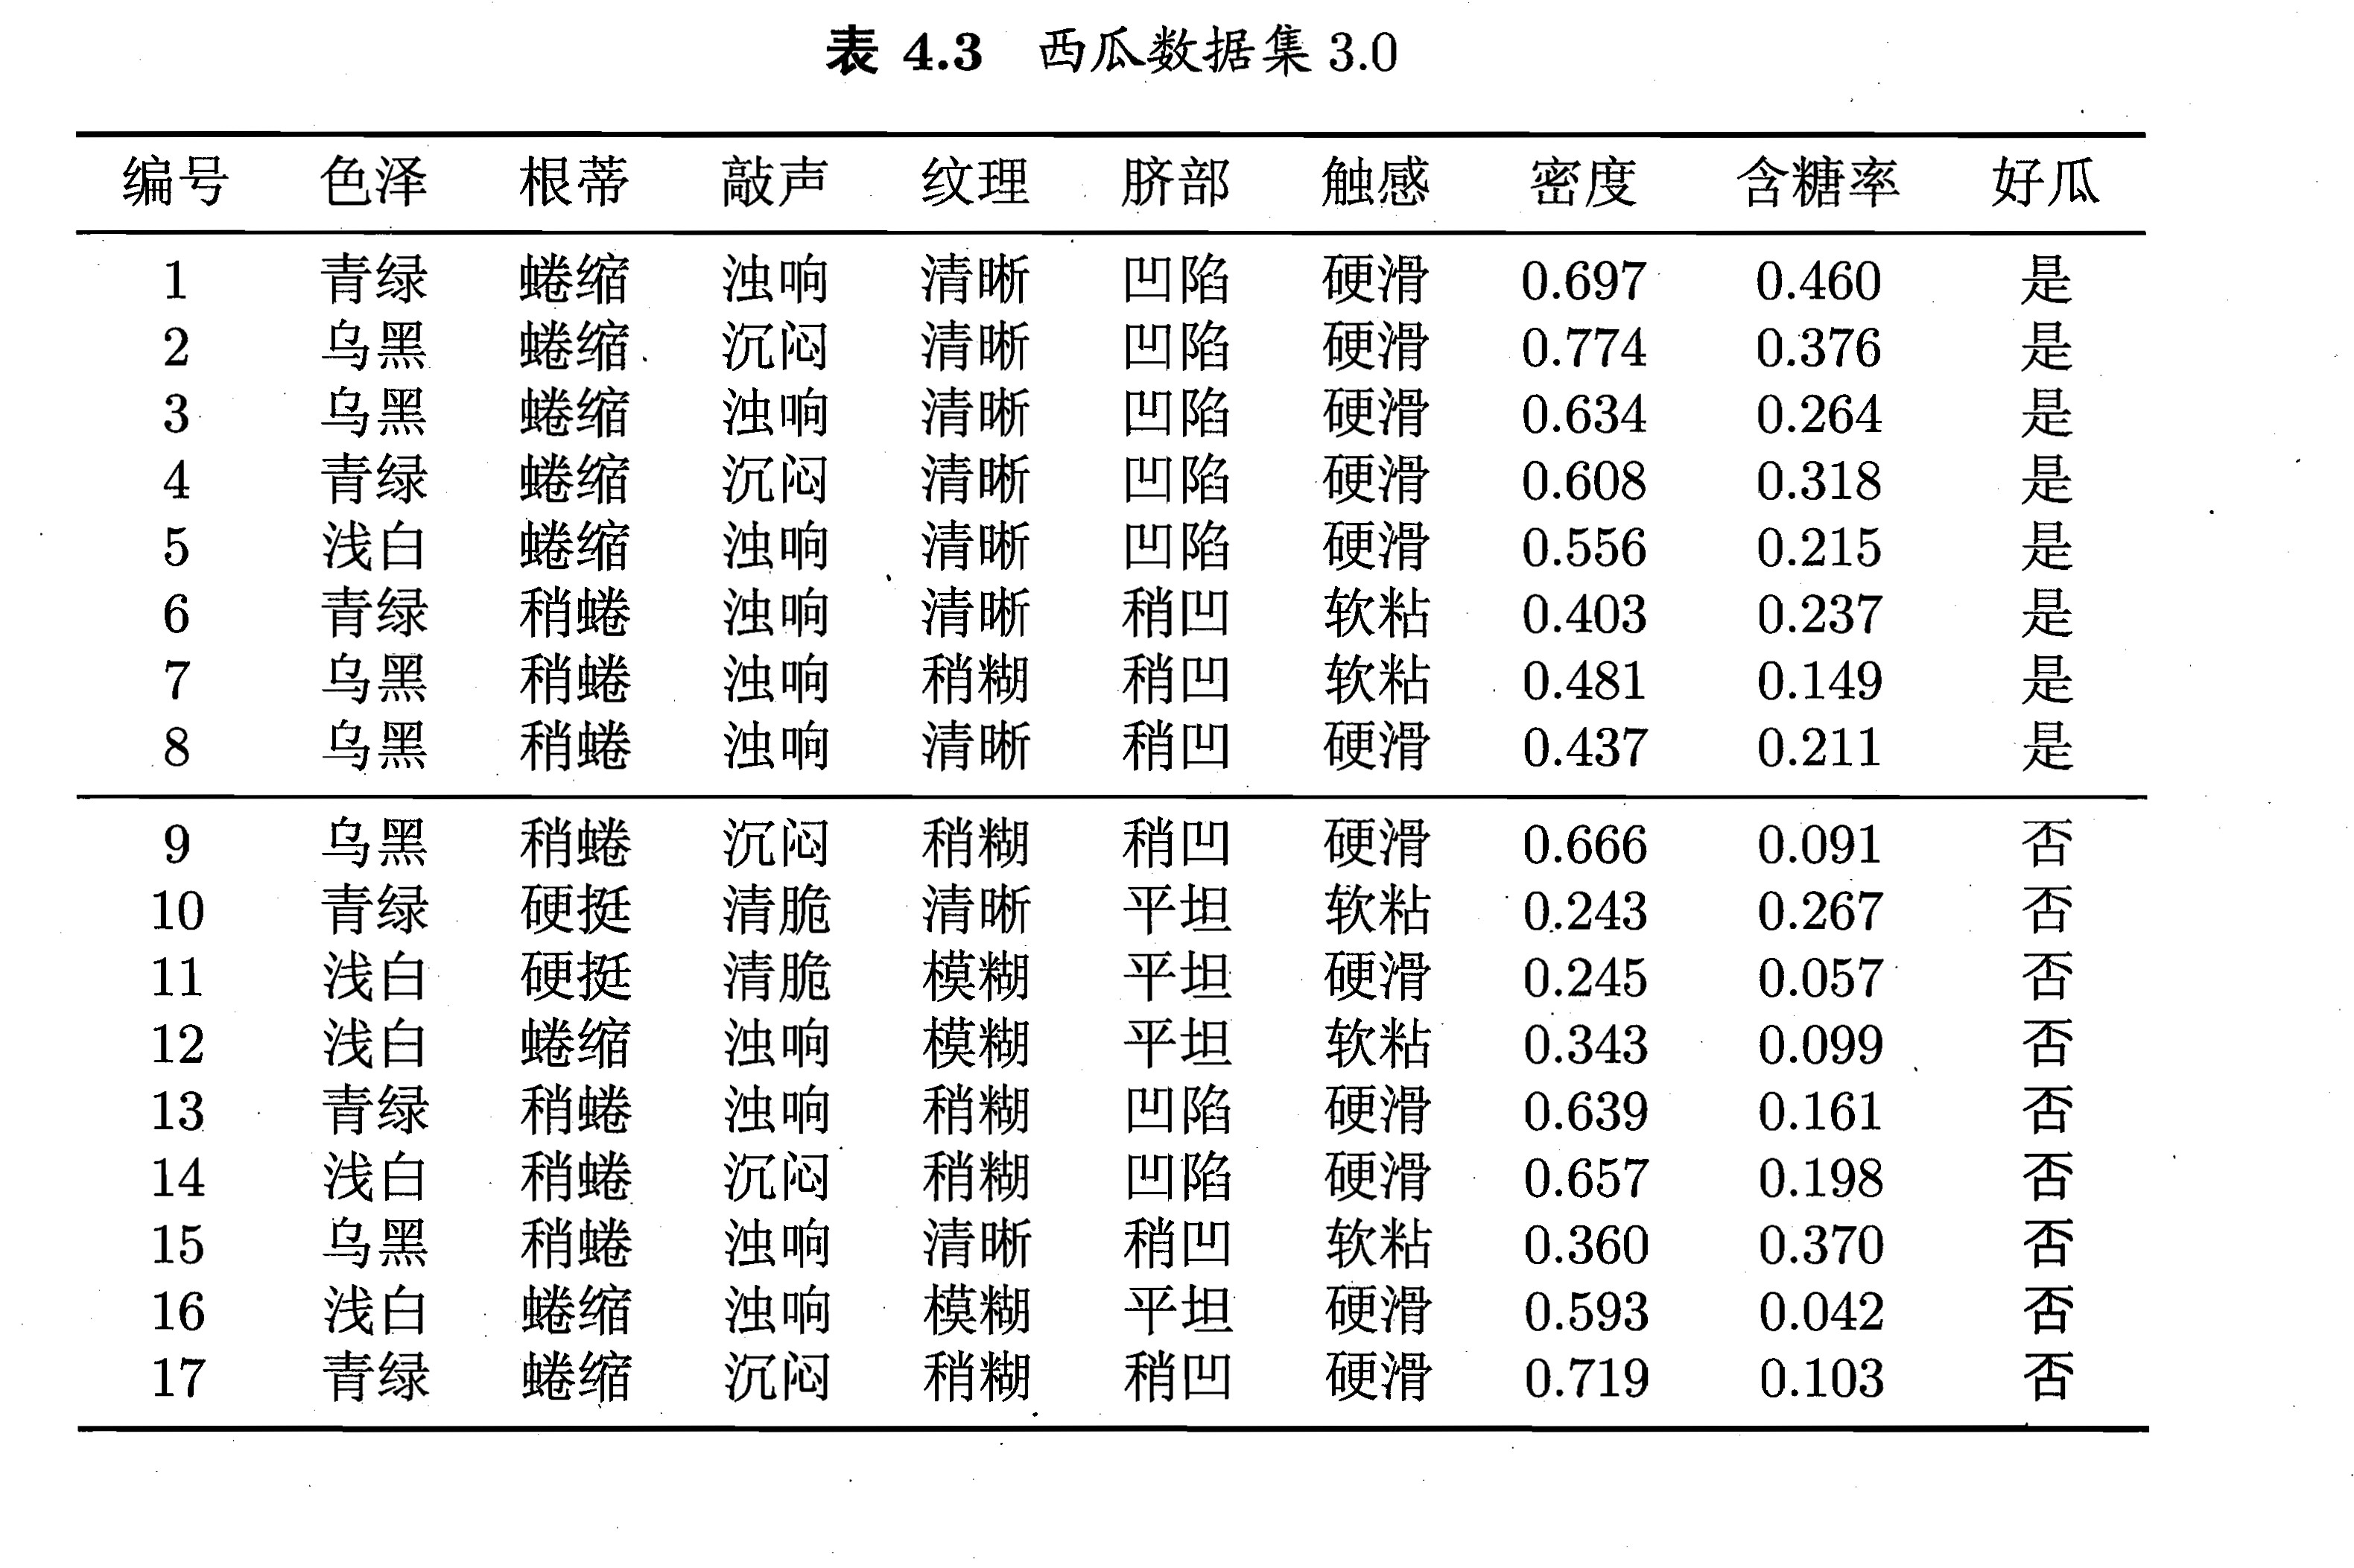 表 4.3 西瓜数据集 3.0
编号 色泽 根蒂 敲声 纹理 脐部 触感 密度 含糖率 好瓜
1 青绿 蜷缩 浊响 清晰 凹陷 硬滑 0.697 0.460 是
2 乌黑 蜷缩 沉闷 清晰 凹陷 硬滑 0.774 0.376 是
3 乌黑 蜷缩 浊响 清晰 凹陷 硬滑 0.634 0.264 是
4 青绿 蜷缩 沉闷 清晰 凹陷 硬滑 0.608 0.318 是
5 浅白 蜷缩 浊响 清晰 凹陷 硬滑 0.556 0.215 是
6 青绿 稍蜷 浊响 清晰 稍凹 软粘 0.403 0.237 是
7 乌黑 稍蜷 浊响 稍糊 稍凹 软粘 0.481 0.149 是
8 乌黑 稍蜷 浊响 清晰 稍凹 硬滑 0.437 0.211 是
9 乌黑 稍蜷 沉闷 稍糊 稍凹 硬滑 0.666 0.091 否
10 青绿 硬挺 清脆 清晰 平坦 软粘 0.243 0.267 否
11 浅白 硬挺 清脆 模糊 平坦 硬滑 0.245 0.057 否
12 浅白 蜷缩 浊响 模糊 平坦 软粘 0.343 0.099 否
13 青绿 稍蜷 浊响 稍糊 凹陷 硬滑 0.639 0.161 否
14 浅白 稍蜷 沉闷 稍糊 凹陷 硬滑 0.657 0.198 否
15 乌黑 稍蜷 浊响 清晰 稍凹 软粘 0.360 0.370 否
16 浅白 蜷缩 浊响 模糊 平坦 硬滑 0.593 0.042 否
17 青绿 蜷缩 沉闷 稍糊 稍凹 硬滑 0.719 0.103 否